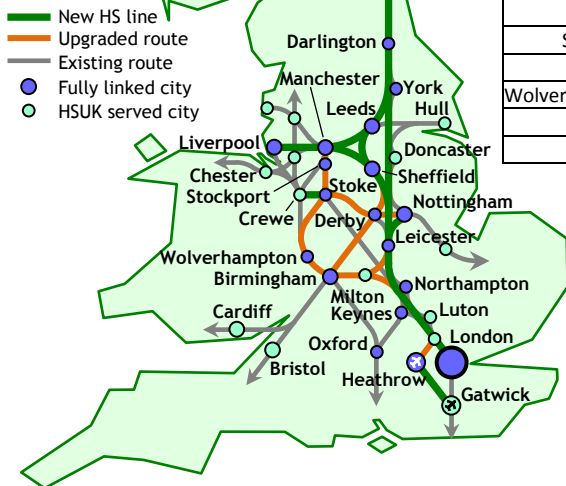 New HS line
Upgraded route
Existing route
Fully linked city
HSUK served city
Darlington
Manchester
York
Leeds
Hull
Liverpool
Doncaster
Chester
Sheffield
Stockport
Stoke
Nottingham
Crewe
Derby
Leicester
Wolverhampton
Birmingham
Northampton
Milton
Keynes
Luton
Cardiff
London
Oxford
Bristol
Heathrow
Gatwick
S
Wolver